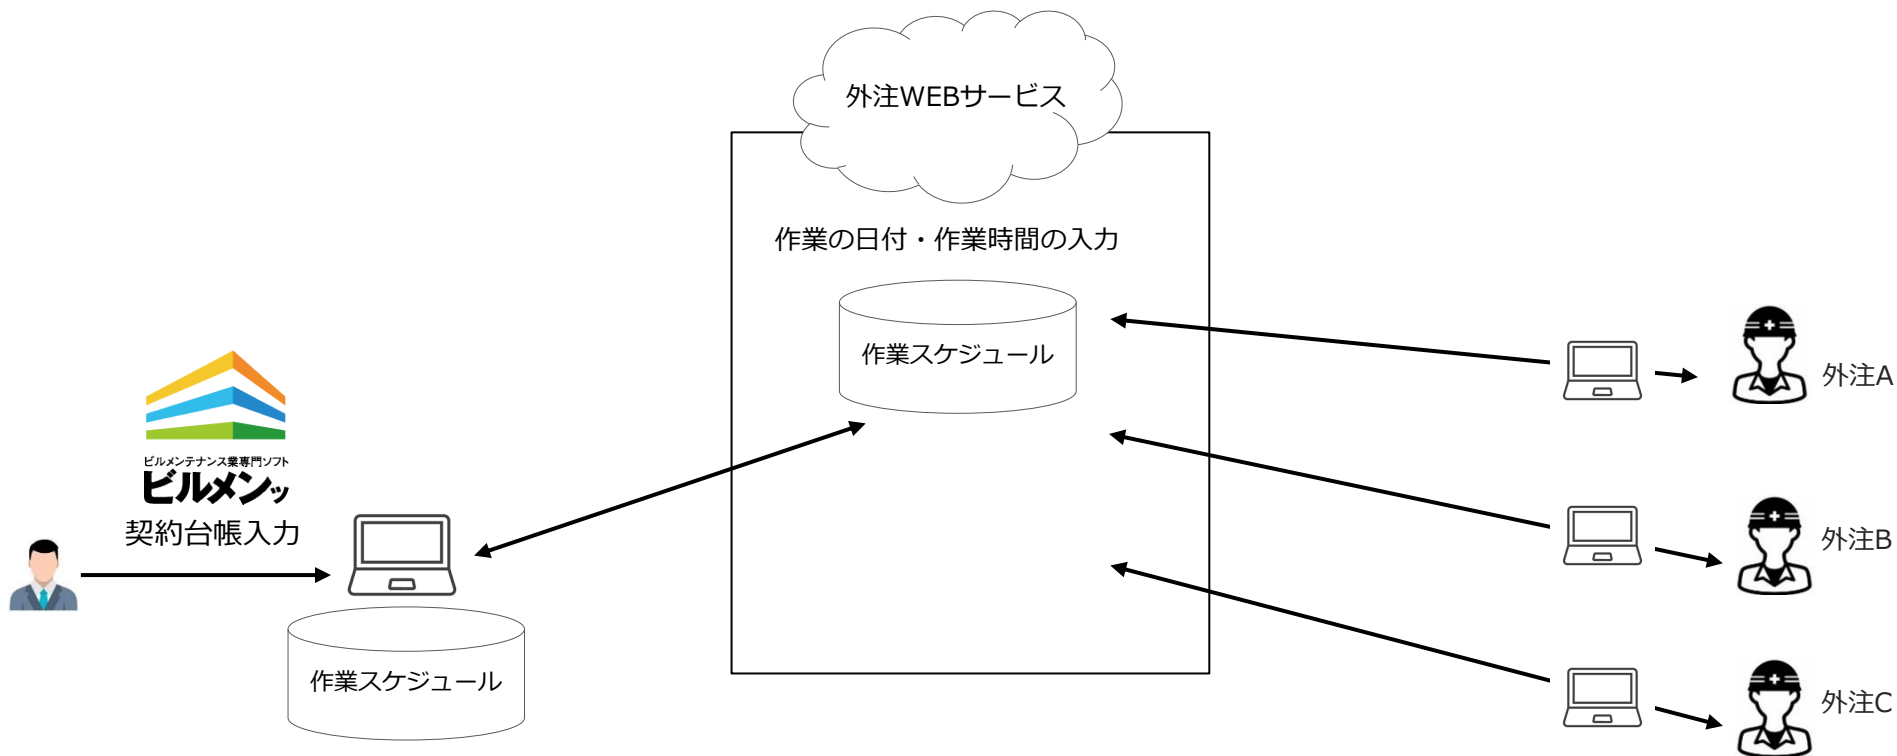 外注WEBサービス
作業の日付・作業時間の入力
作業スケジュール
ビルメンテナンス業専門ソフト
ビルメンッ
契約台帳入力
作業スケジュール
外注A
外注B
外注C